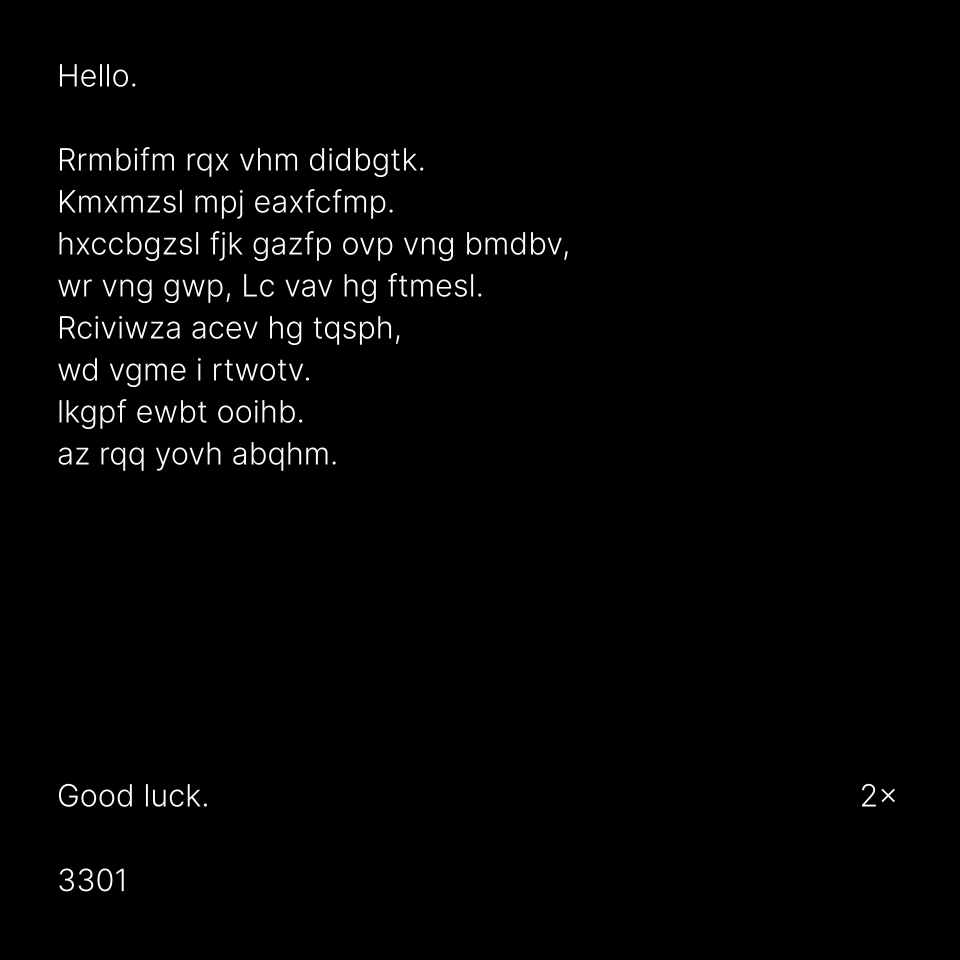 Hello.
Rrmbifm rqx vhm didbgtk.
Kmxmzsl mpj eaxfcfmp.
hxccbgzsl fjk gazfp ovp vng bmdbv,
wr vng gwp, Lc vav hg ftmesl.
Rciviwza acev hg tqsph,
wd vgme i rtwotv.
lkgpf ewbt ooihb.
az rqq yovh abqhm.
Good luck.
2×
3301